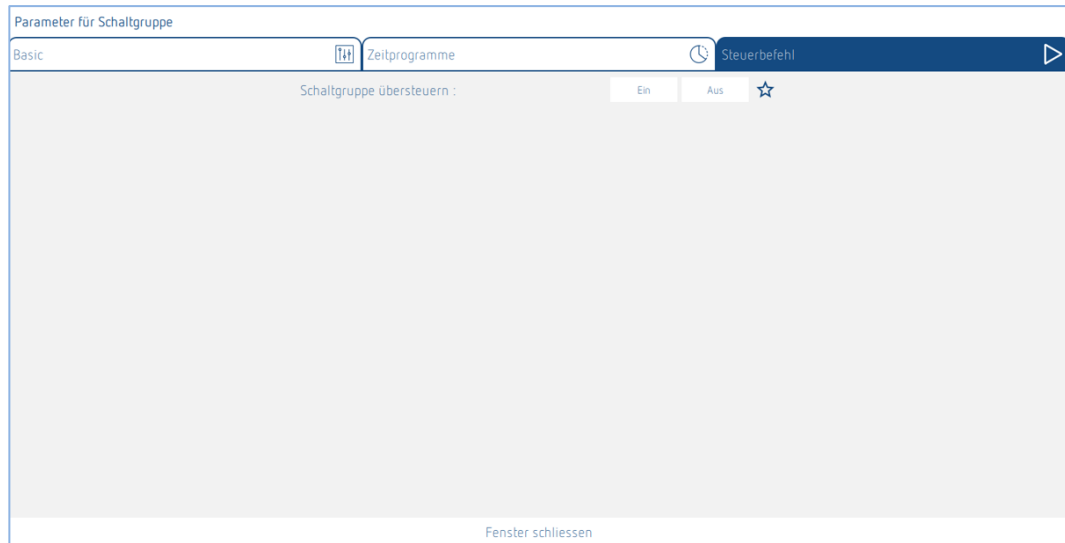 Parameter für Schaltgruppe
Basic Zeitprogramme Steuerbefehl
Schaltgruppe übersteuern : Ein Aus
Fenster schliessen